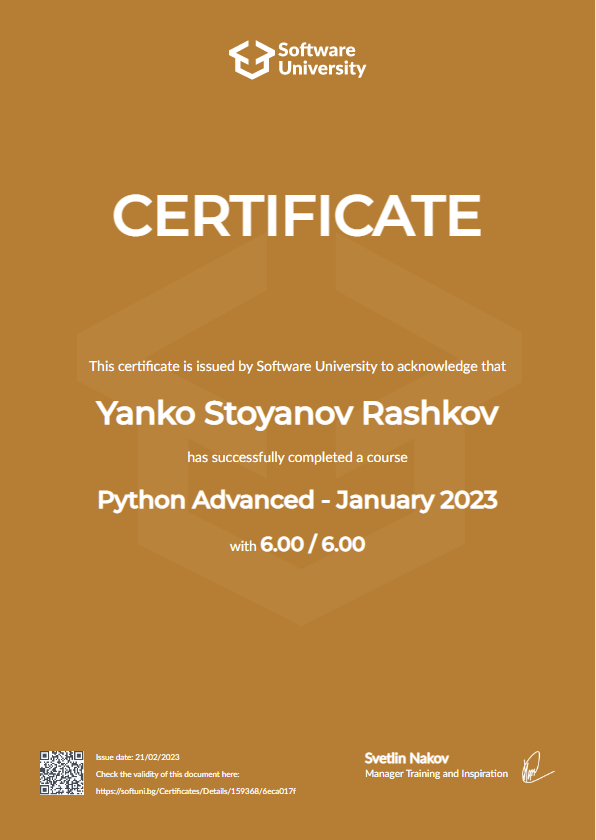 Software
University
CERTIFICATE
This certificate is issued by Software University to acknowledge that
Yanko Stoyanov Rashkov
has successfully completed a course
Python Advanced - January 2023
with 6.00 / 6.00
Issue date: 21/02/2023
Check the validity of this document here:
https://softuni.bg/Certificates/Details/159368/6eca017f
Svetlin Nakov
Manager Training and Inspiration